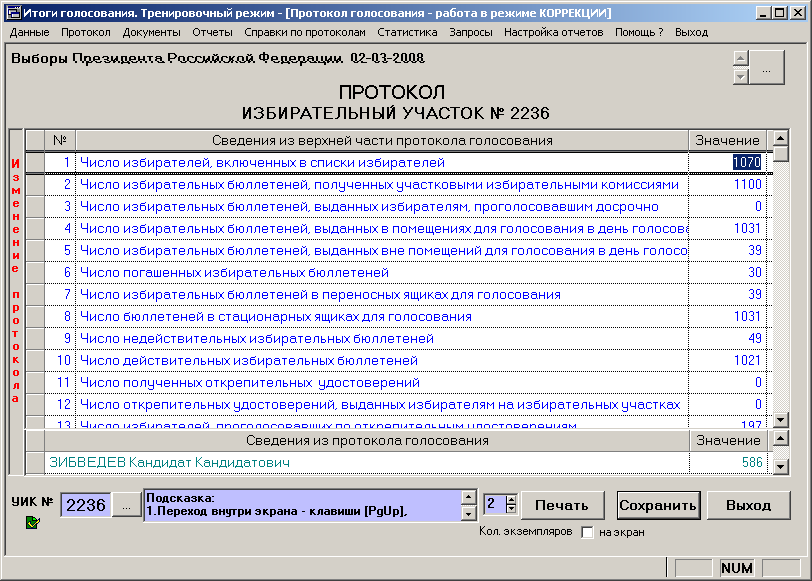 Итоги голосования. Тренировочный режим - [Протокол голосования - работа в режиме КОРРЕКЦИИ]
Данные Протокол Документы Отчеты Справки по протоколам Статистика Запросы Настройка отчетов Помощь ? Выход
Выборы Президента Российской Федерации 02-03-2008
...
ПРОТОКОЛ
ИЗБИРАТЕЛЬНЫЙ УЧАСТОК № 2236
Изменение протокола
№ Сведения из верхней части протокола голосования Значение
1 Число избирателей, включенных в списки избирателей 1070
2 Число избирательных бюллетеней, полученных участковыми избирательными комиссиями 1100
3 Число избирательных бюллетеней, выданных избирателям, проголосовавшим досрочно 0
4 Число избирательных бюллетеней, выданных в помещениях для голосования в день голосова 1031
5 Число избирательных бюллетеней, выданных вне помещений для голосования в день голосо 39
6 Число погашенных избирательных бюллетеней 30
7 Число избирательных бюллетеней в переносных ящиках для голосования 39
8 Число бюллетеней в стационарных ящиках для голосования 1031
9 Число недействительных избирательных бюллетеней 49
10 Число действительных избирательных бюллетеней 1021
11 Число полученных открепительных удостоверений 0
12 Число открепительных удостоверений, выданных избирателям на избирательных участках 0
13 Число избирателей, проголосовавших по открепительным удостоверениям 197
Сведения из протокола голосования Значение
ЗИБВЕДЕВ Кандидат Кандидатович 586
УИК № 2236 ...
Подсказка:
1.Переход внутри экрана - клавиши [PgUp],
2 Печать Сохранить Выход
Кол. экземпляров на экран
NUM